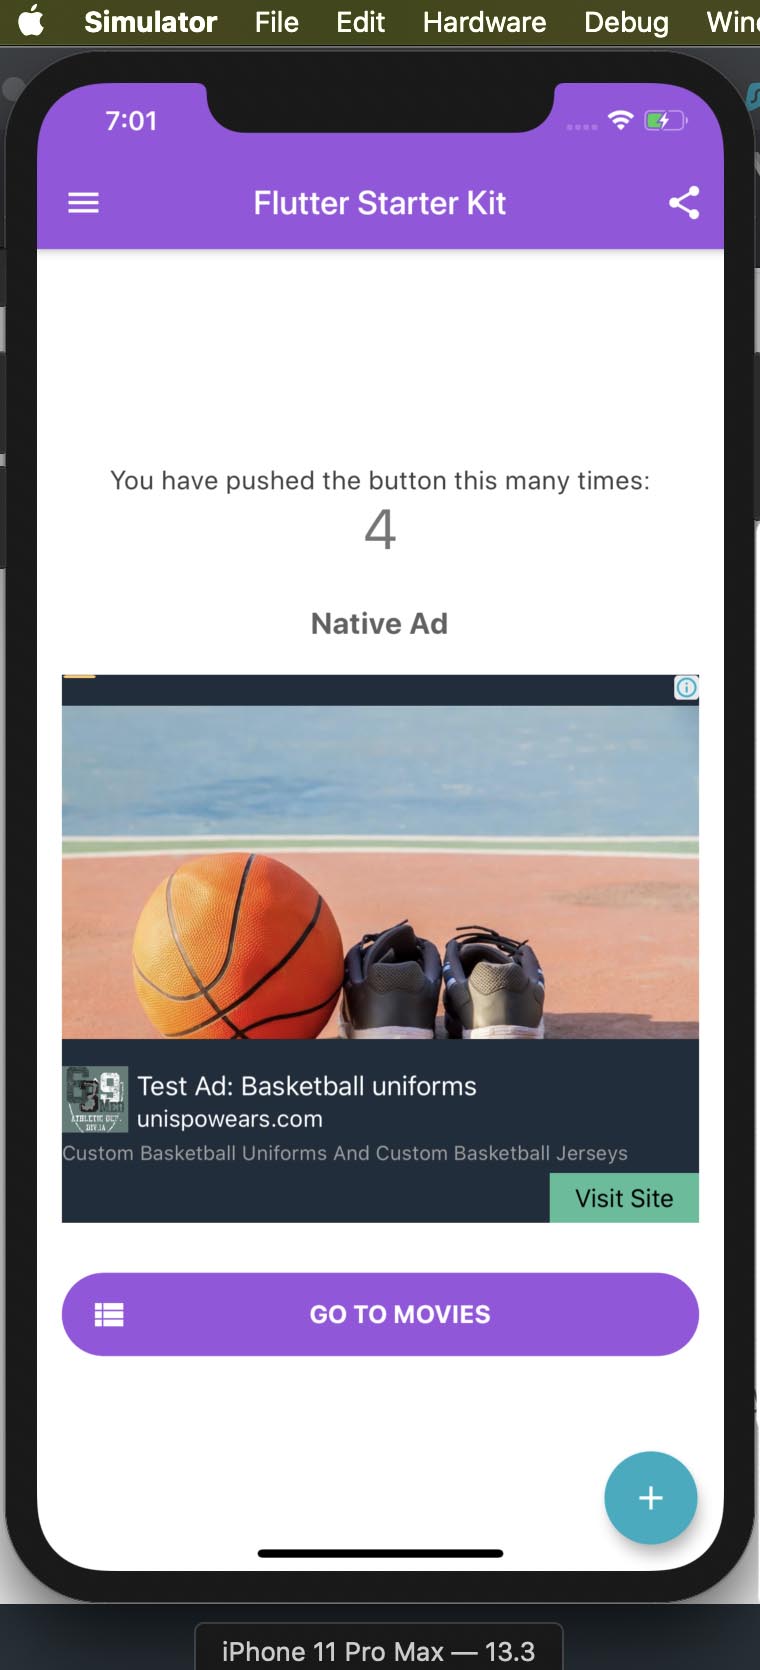 Simulator File Edit Hardware Debug
7:01
Flutter Starter Kit
You have pushed the button this many times:
4
Native Ad
Test Ad: Basketball uniforms
unispowears.com
Custom Basketball Uniforms And Custom Basketball Jerseys
Visit Site
GO TO MOVIES
iPhone 11 Pro Max — 13.3